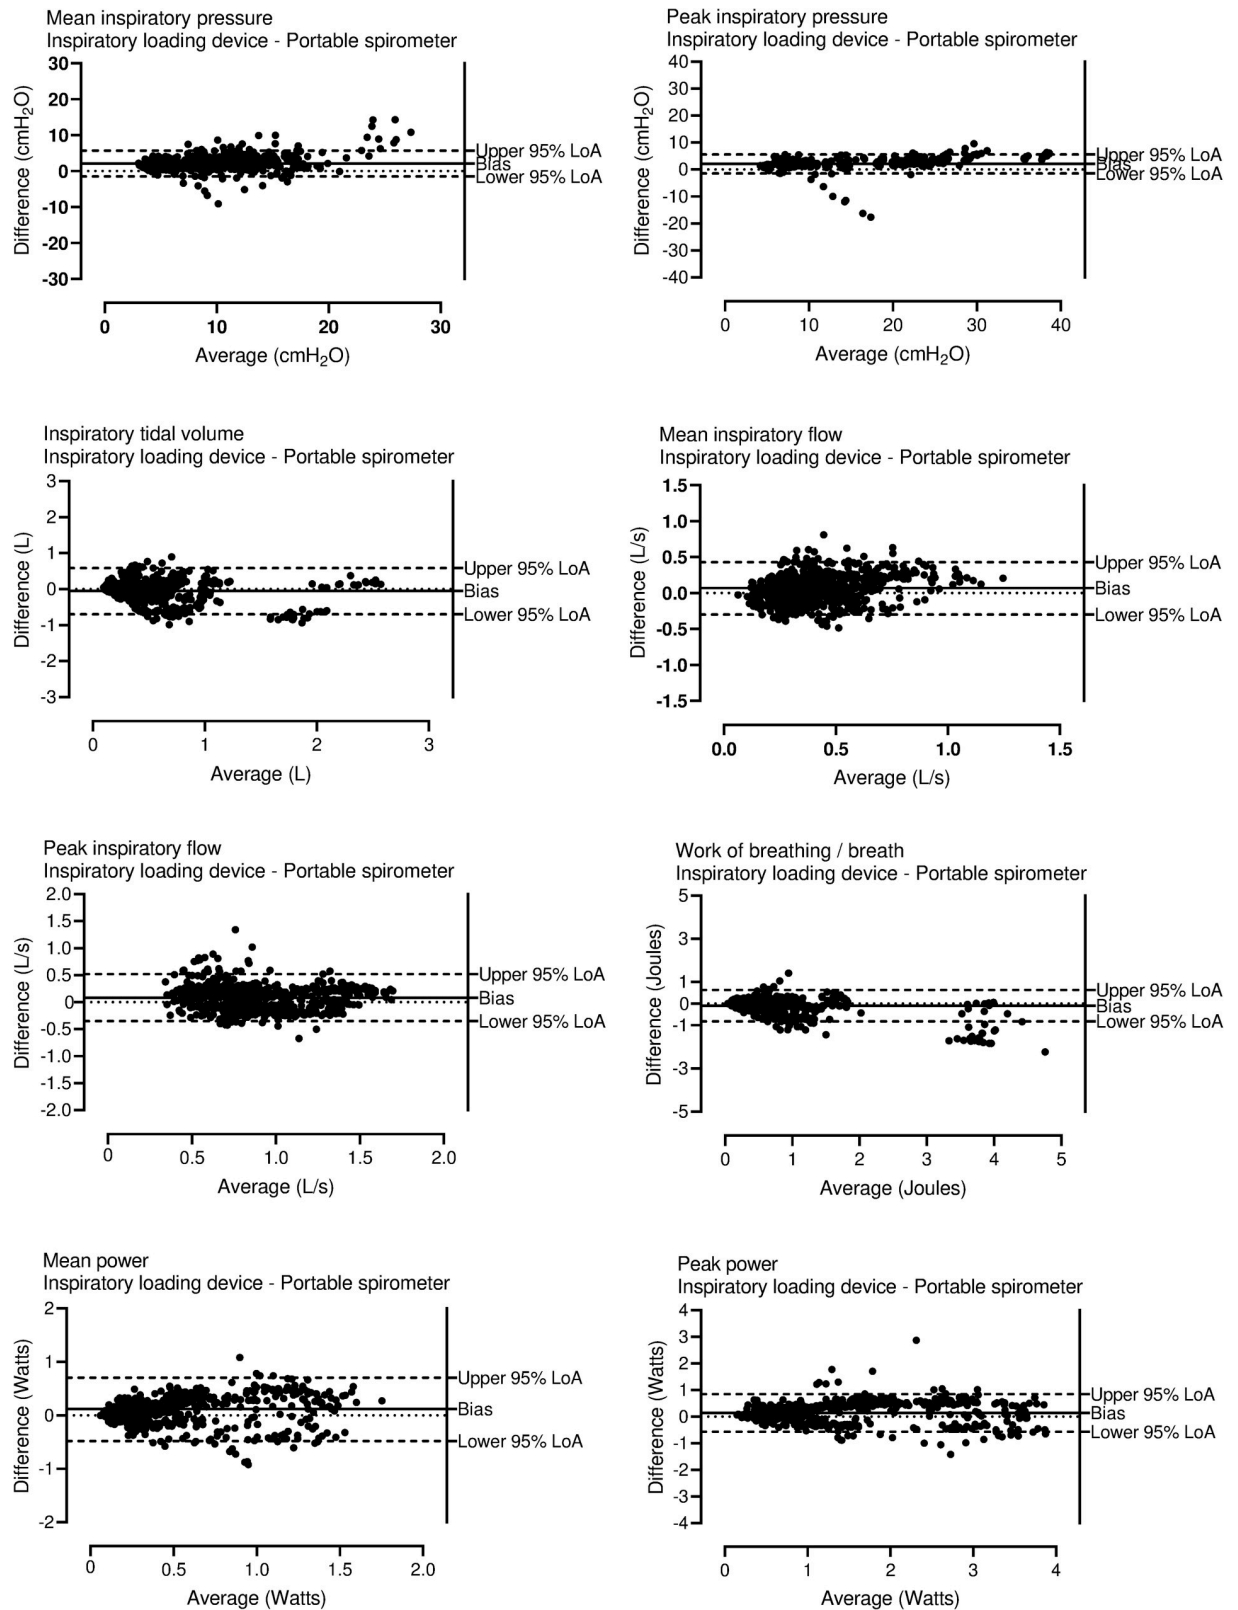 Mean inspiratory pressure
Inspiratory loading device - Portable spirometer
Difference (cmH₂O)
30
20
10
0
-10
-20
-30
Upper 95% LoA
Bias
Lower 95% LoA
0 10 20 30
Average (cmH₂O)
Peak inspiratory pressure
Inspiratory loading device - Portable spirometer
Difference (cmH₂O)
40
30
20
10
0
-10
-20
-30
-40
Upper 95% LoA
Bias
Lower 95% LoA
0 10 20 30 40
Average (cmH₂O)
Inspiratory tidal volume
Inspiratory loading device - Portable spirometer
Difference (L)
3
2
1
0
-1
-2
-3
Upper 95% LoA
Bias
Lower 95% LoA
0 1 2 3
Average (L)
Mean inspiratory flow
Inspiratory loading device - Portable spirometer
Difference (L/s)
1.5
1.0
0.5
0.0
-0.5
-1.0
-1.5
Upper 95% LoA
Bias
Lower 95% LoA
0.0 0.5 1.0 1.5
Average (L/s)
Peak inspiratory flow
Inspiratory loading device - Portable spirometer
Difference (L/s)
2.0
1.5
1.0
0.5
0
-0.5
-1.0
-1.5
-2.0
Upper 95% LoA
Bias
Lower 95% LoA
0 0.5 1.0 1.5 2.0
Average (L/s)
Work of breathing / breath
Inspiratory loading device - Portable spirometer
Difference (Joules)
5
3
1
0
-1
-3
-5
Upper 95% LoA
Bias
Lower 95% LoA
0 1 2 3 4 5
Average (Joules)
Mean power
Inspiratory loading device - Portable spirometer
Difference (Watts)
2
1
0
-1
-2
Upper 95% LoA
Bias
Lower 95% LoA
0 0.5 1.0 1.5 2.0
Average (Watts)
Peak power
Inspiratory loading device - Portable spirometer
Difference (Watts)
4
3
2
1
0
-1
-2
-3
-4
Upper 95% LoA
Bias
Lower 95% LoA
0 1 2 3 4
Average (Watts)